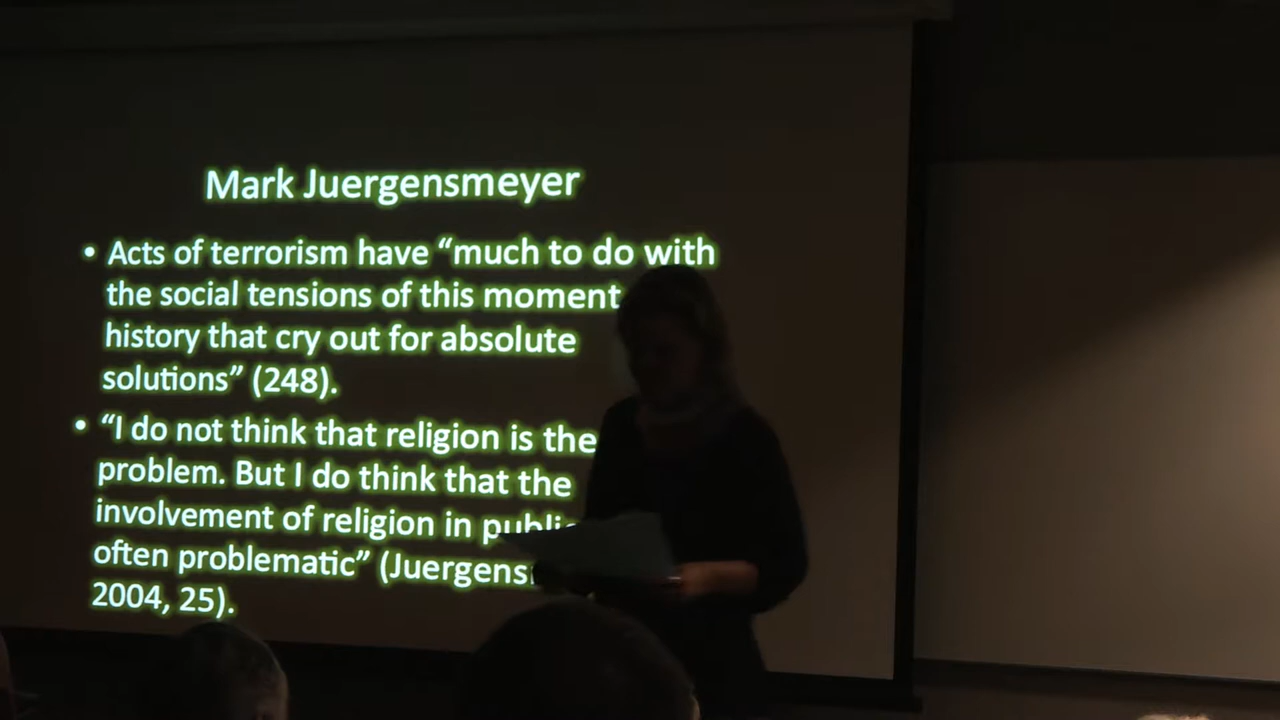 Mark Juergensmeyer
• Acts of terrorism have “much to do with
the social tensions of this moment
history that cry out for absolute
solutions” (248).
• “I do not think that religion is the
problem. But I do think that the
involvement of religion in public
often problematic” (Juergens
2004, 25).